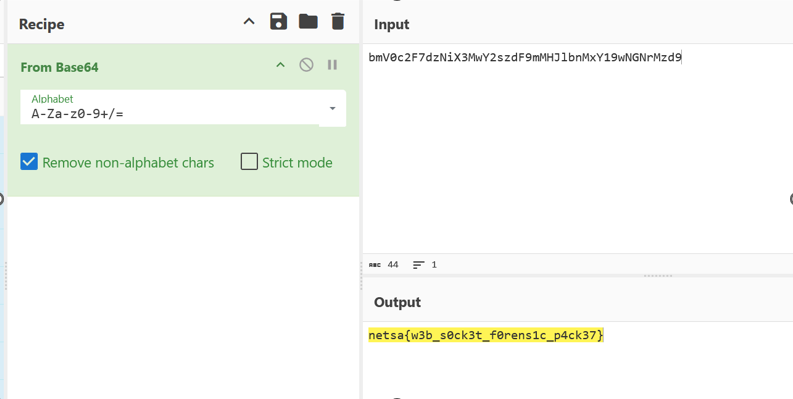 Recipe
From Base64
Alphabet
A-Za-z0-9+/=
Remove non-alphabet chars
Strict mode
Input
bmV0c2F7dzNiX3MwY2szdF9mMHJlbnMxY19wNGNrMzd9
ABC 44 1
Output
netsa{w3b_s0ck3t_f0rens1c_p4ck37}